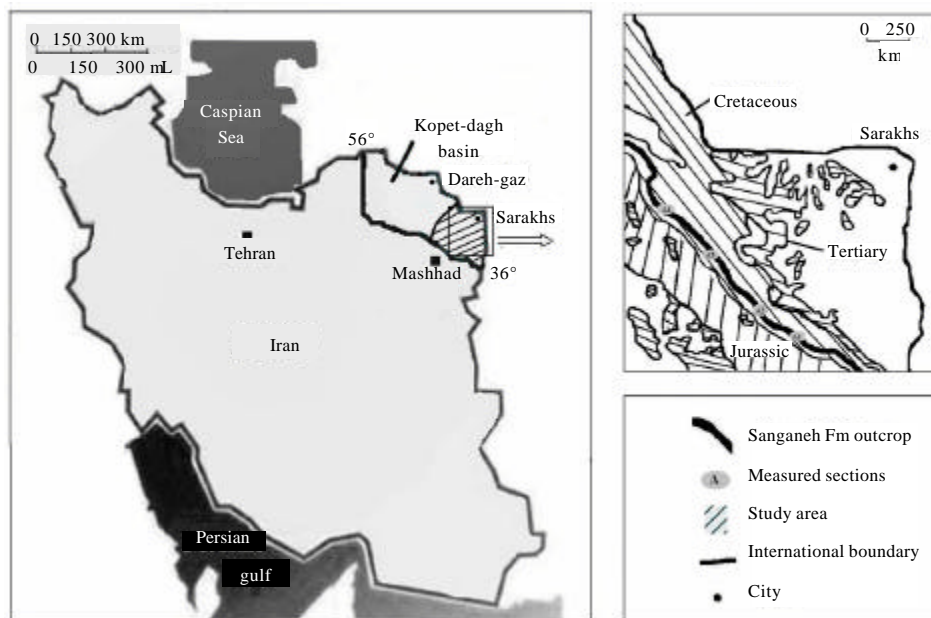 0 150 300 km
0 150 300 mL
Caspian
Sea
56°
Kopet-dagh
basin
Dareh-gaz
Sarakhs
Tehran
Mashhad
36°
Iran
Persian
gulf
0 250
km
Cretaceous
Sarakhs
Tertiary
Jurassic
Sanganeh Fm outcrop
A
Measured sections
Study area
International boundary
City